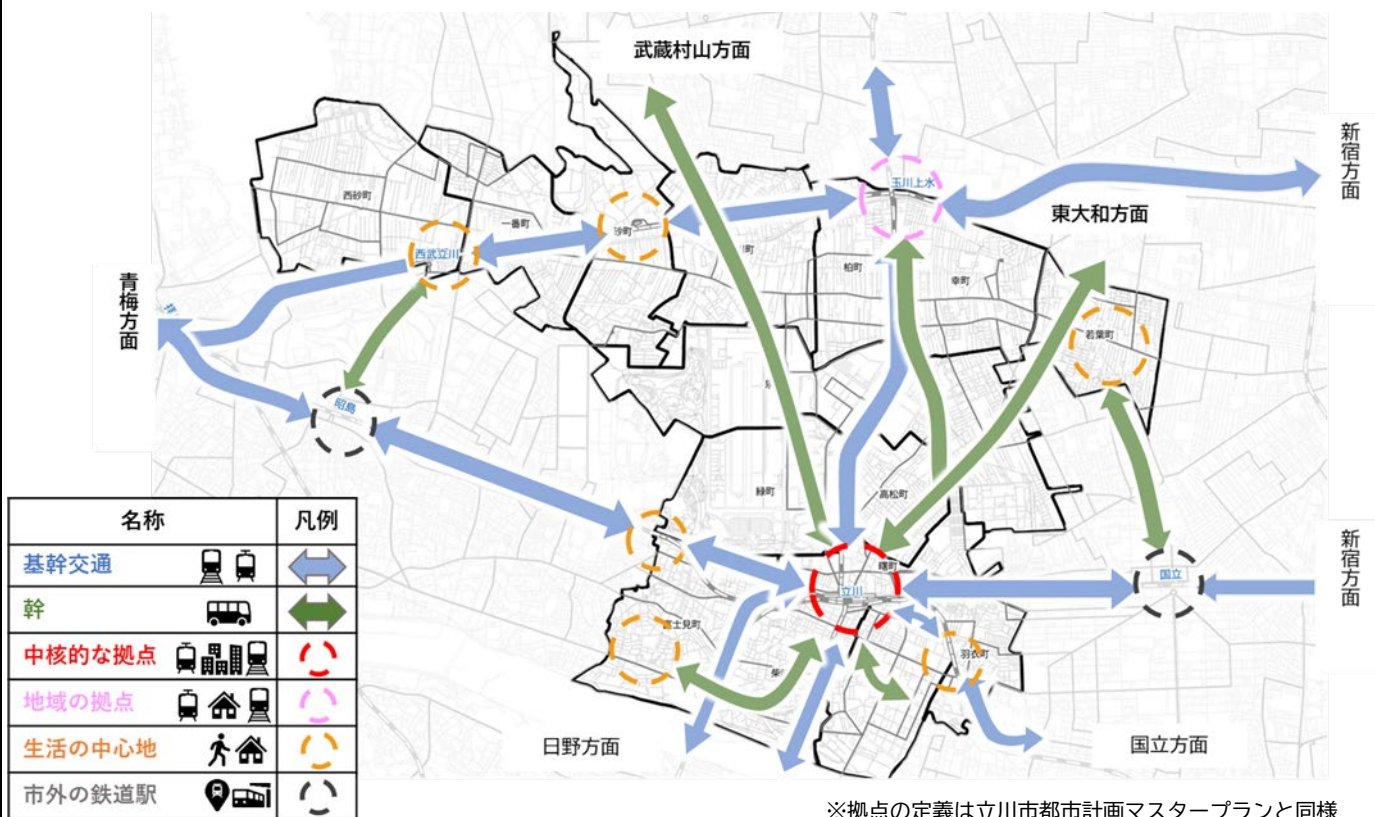 武蔵村山方面
新宿方面
玉川上水
東大和方面
西砂町
一番町
砂町
西武立川
町
柏町
幸町
青梅方面
若葉町
昭島
緑町
高松町
曙町
立川
国立
新宿方面
富士見町
羽衣町
柴
日野方面
国立方面
名称 凡例
基幹交通
幹
中核的な拠点
地域の拠点
生活の中心地
市外の鉄道駅
※拠点の定義は立川市都市計画マスタープランと同様